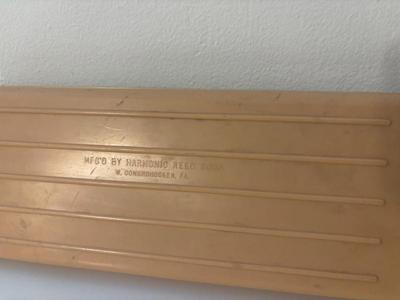 MFG'D BY HARMONIC REED CORP.
W. CONSHOHOCKEN, PA.